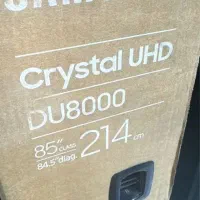 Crystal UHD
DU8000
85" CLASS
84.5" diag. 214 cm